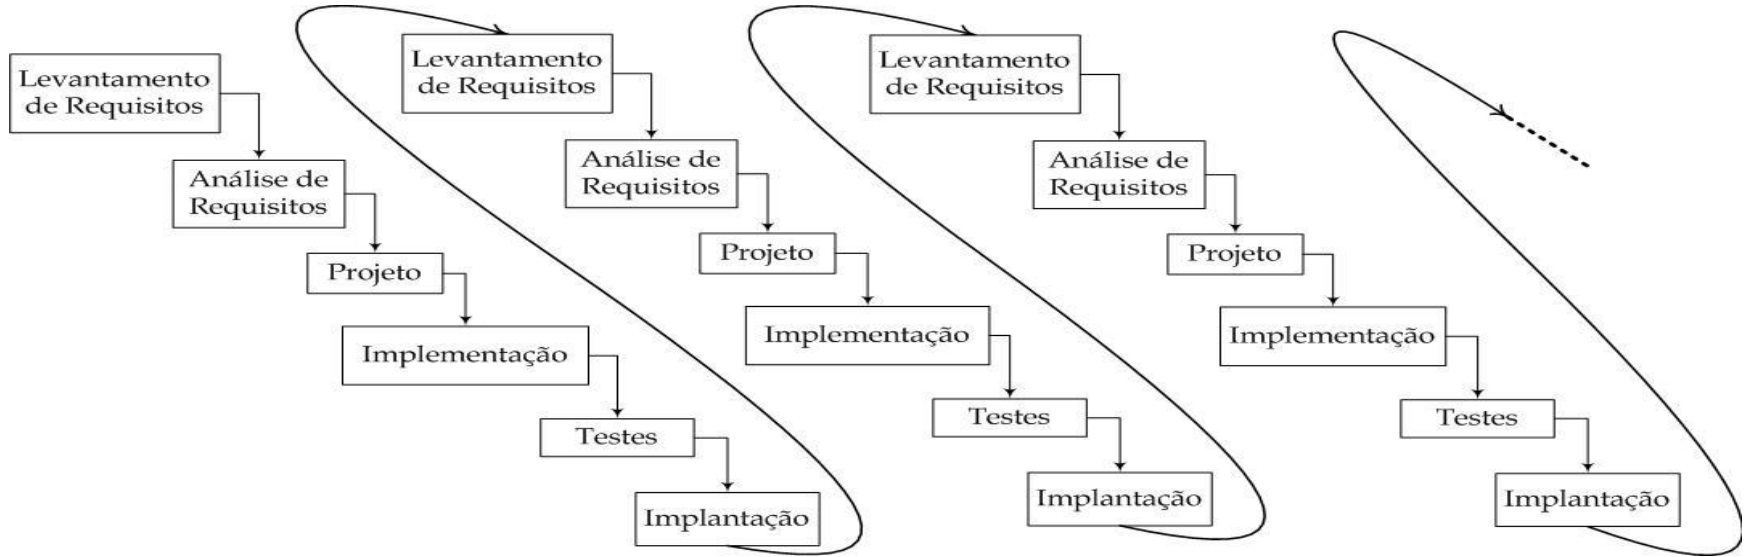 Levantamento
de Requisitos
Análise de
Requisitos
Projeto
Implementação
Testes
Implantação
Levantamento
de Requisitos
Análise de
Requisitos
Projeto
Implementação
Testes
Implantação
Levantamento
de Requisitos
Análise de
Requisitos
Projeto
Implementação
Testes
Implantação